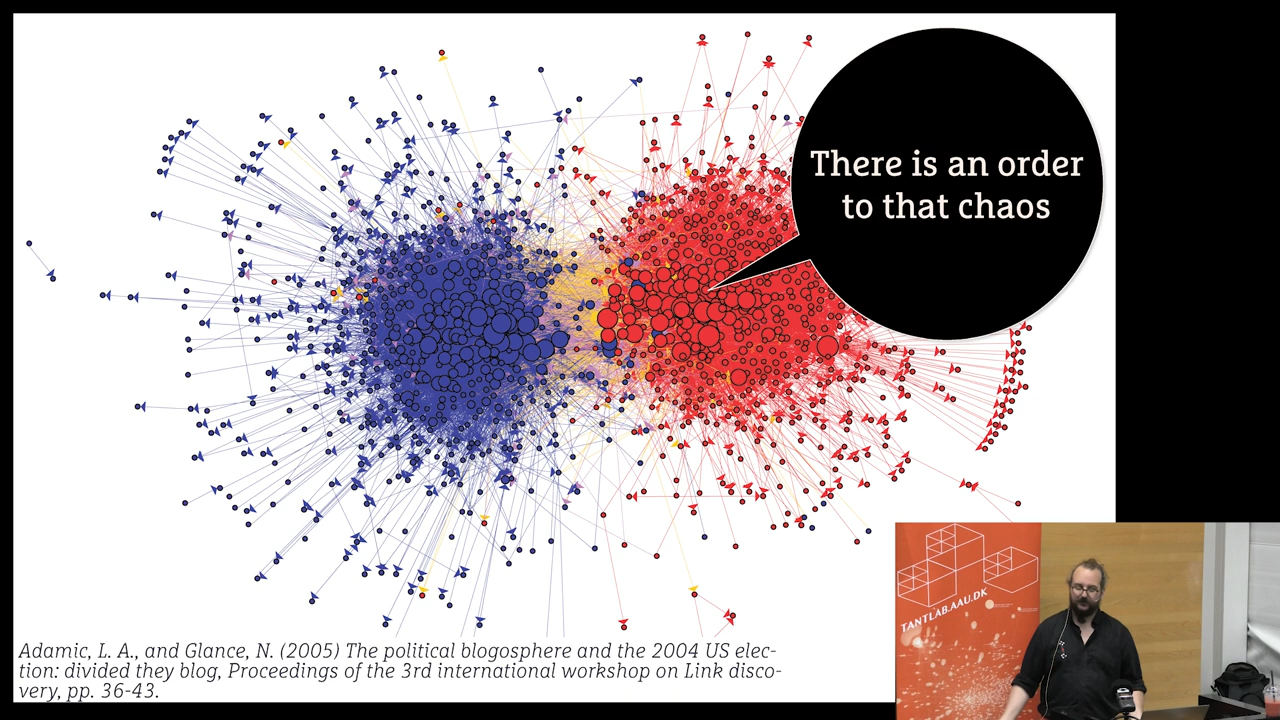 There is an order
to that chaos
Adamic, L. A., and Glance, N. (2005) The political blogosphere and the 2004 US elec-
tion: divided they blog, Proceedings of the 3rd international workshop on Link disco-
very, pp. 36-43.
TANTLAB.AAU.DK